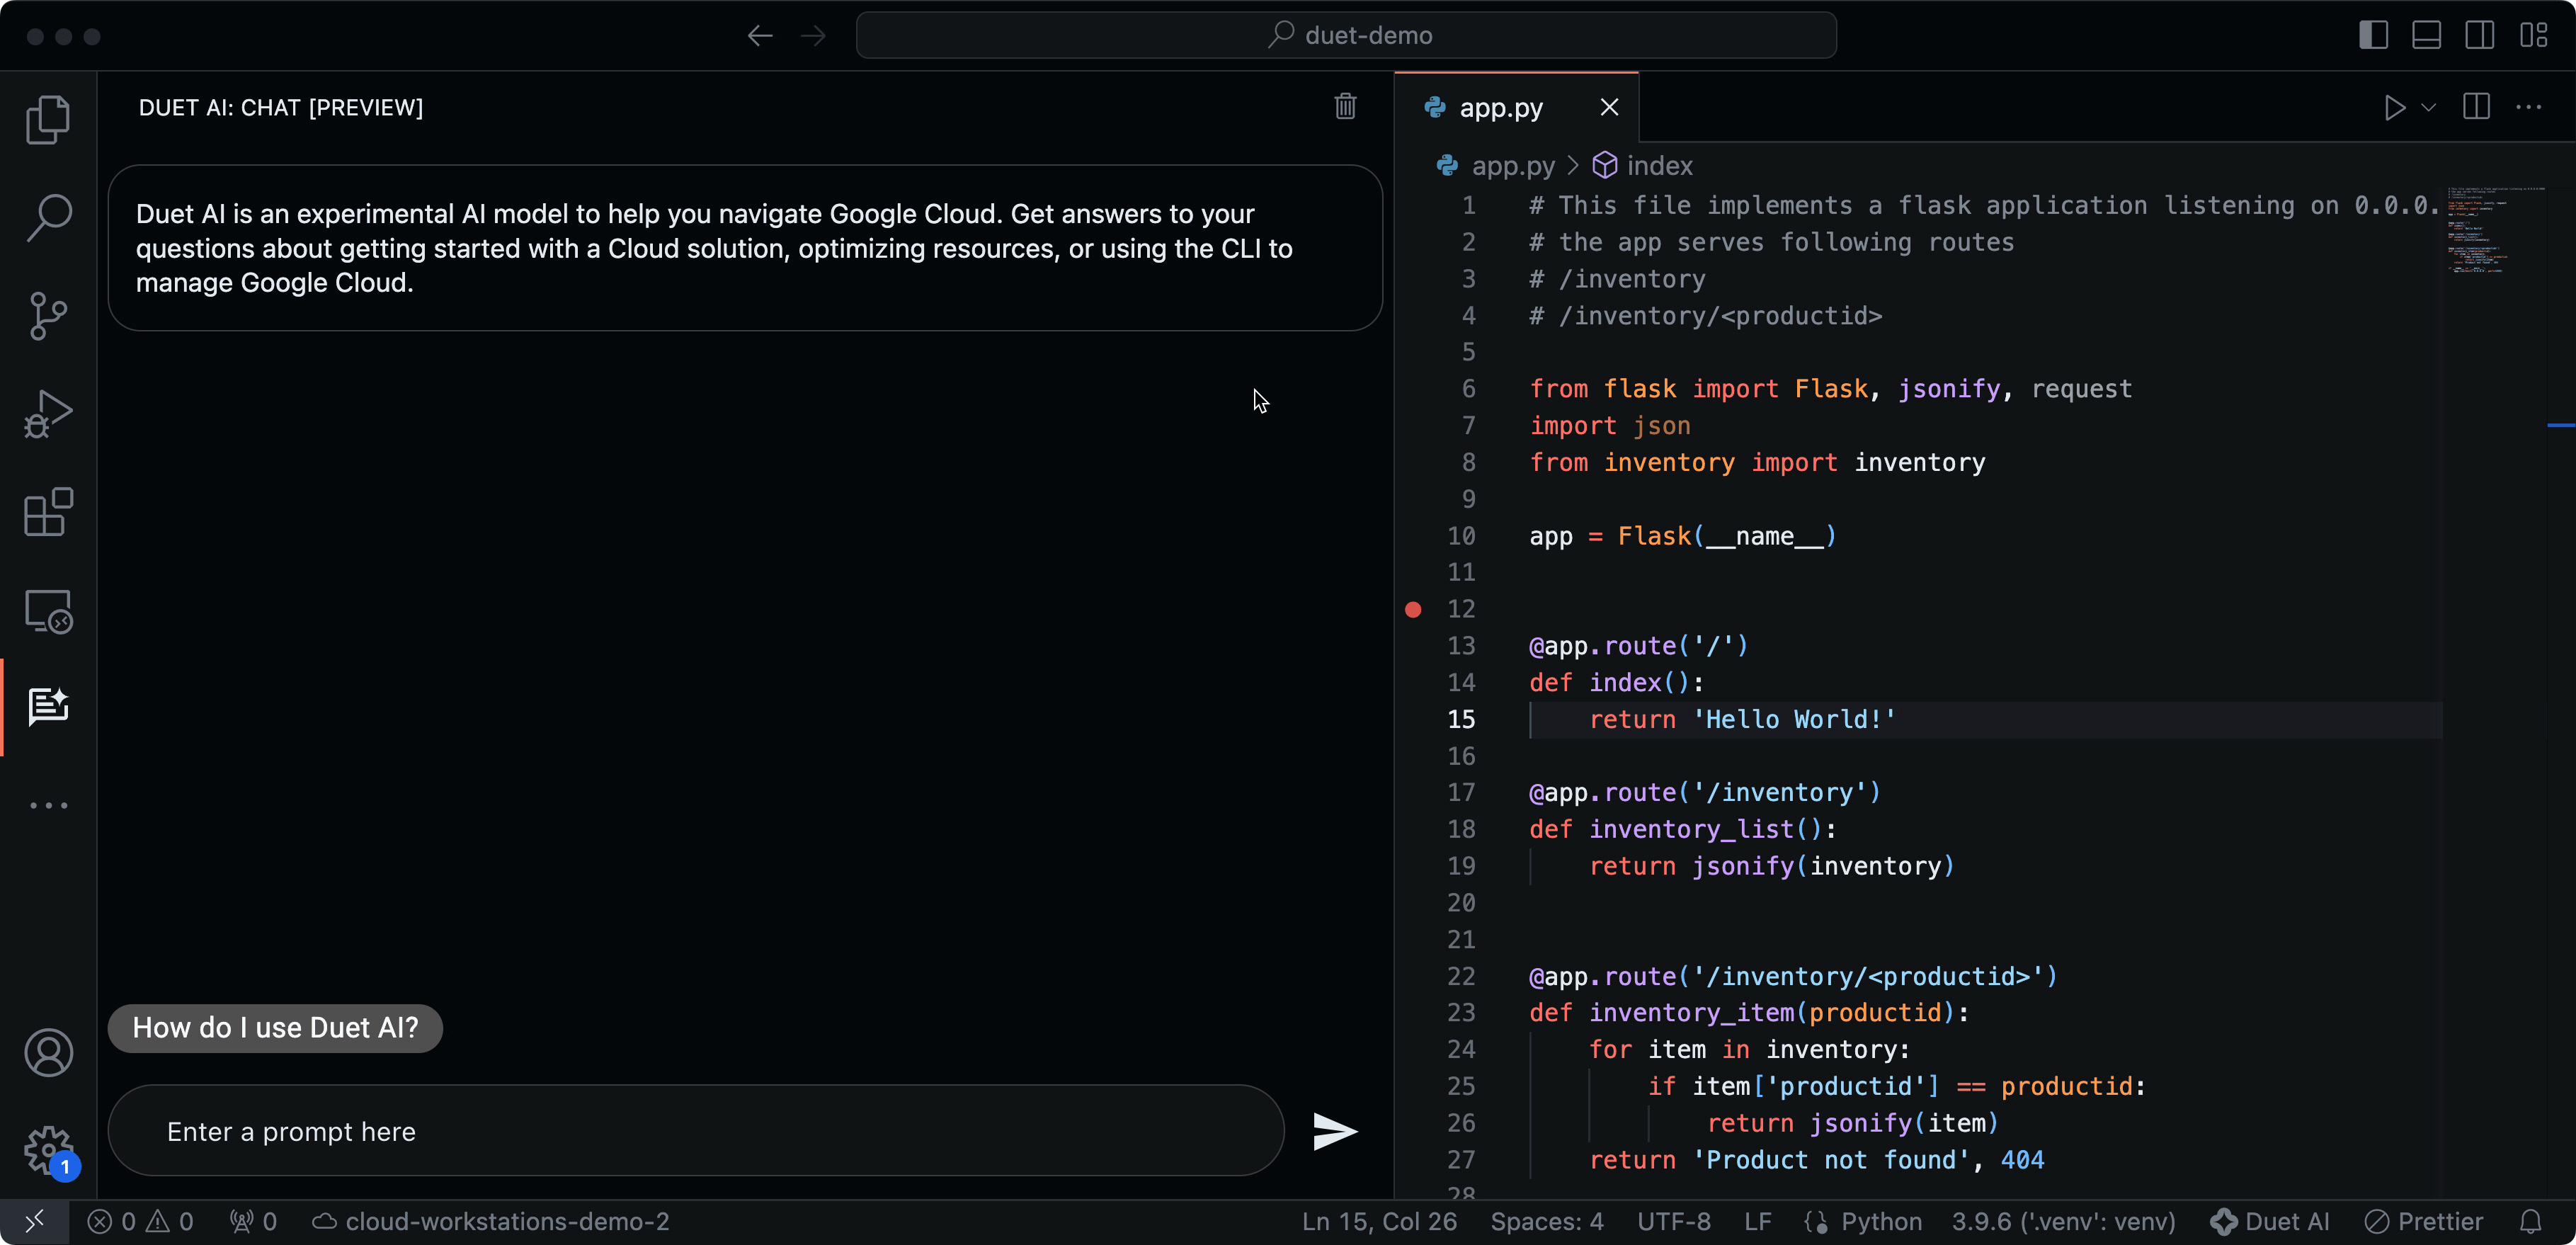 duet-demo
DUET AI: CHAT [PREVIEW]
Duet AI is an experimental AI model to help you navigate Google Cloud. Get answers to your
questions about getting started with a Cloud solution, optimizing resources, or using the CLI to
manage Google Cloud.
How do I use Duet AI?
Enter a prompt here
1
app.py
app.py > index
1 # This file implements a flask application listening on 0.0.0.
2 # the app serves following routes
3 # /inventory
4 # /inventory/<productid>
5
6 from flask import Flask, jsonify, request
7 import json
8 from inventory import inventory
9
10 app = Flask(__name__)
11
12
13 @app.route('/')
14 def index():
15     return 'Hello World!'
16
17 @app.route('/inventory')
18 def inventory_list():
19     return jsonify(inventory)
20
21
22 @app.route('/inventory/<productid>')
23 def inventory_item(productid):
24     for item in inventory:
25         if item['productid'] == productid:
26             return jsonify(item)
27     return 'Product not found', 404
28
0 0 0 cloud-workstations-demo-2 Ln 15, Col 26 Spaces: 4 UTF-8 LF Python 3.9.6 ('.venv': venv) Duet AI Prettier